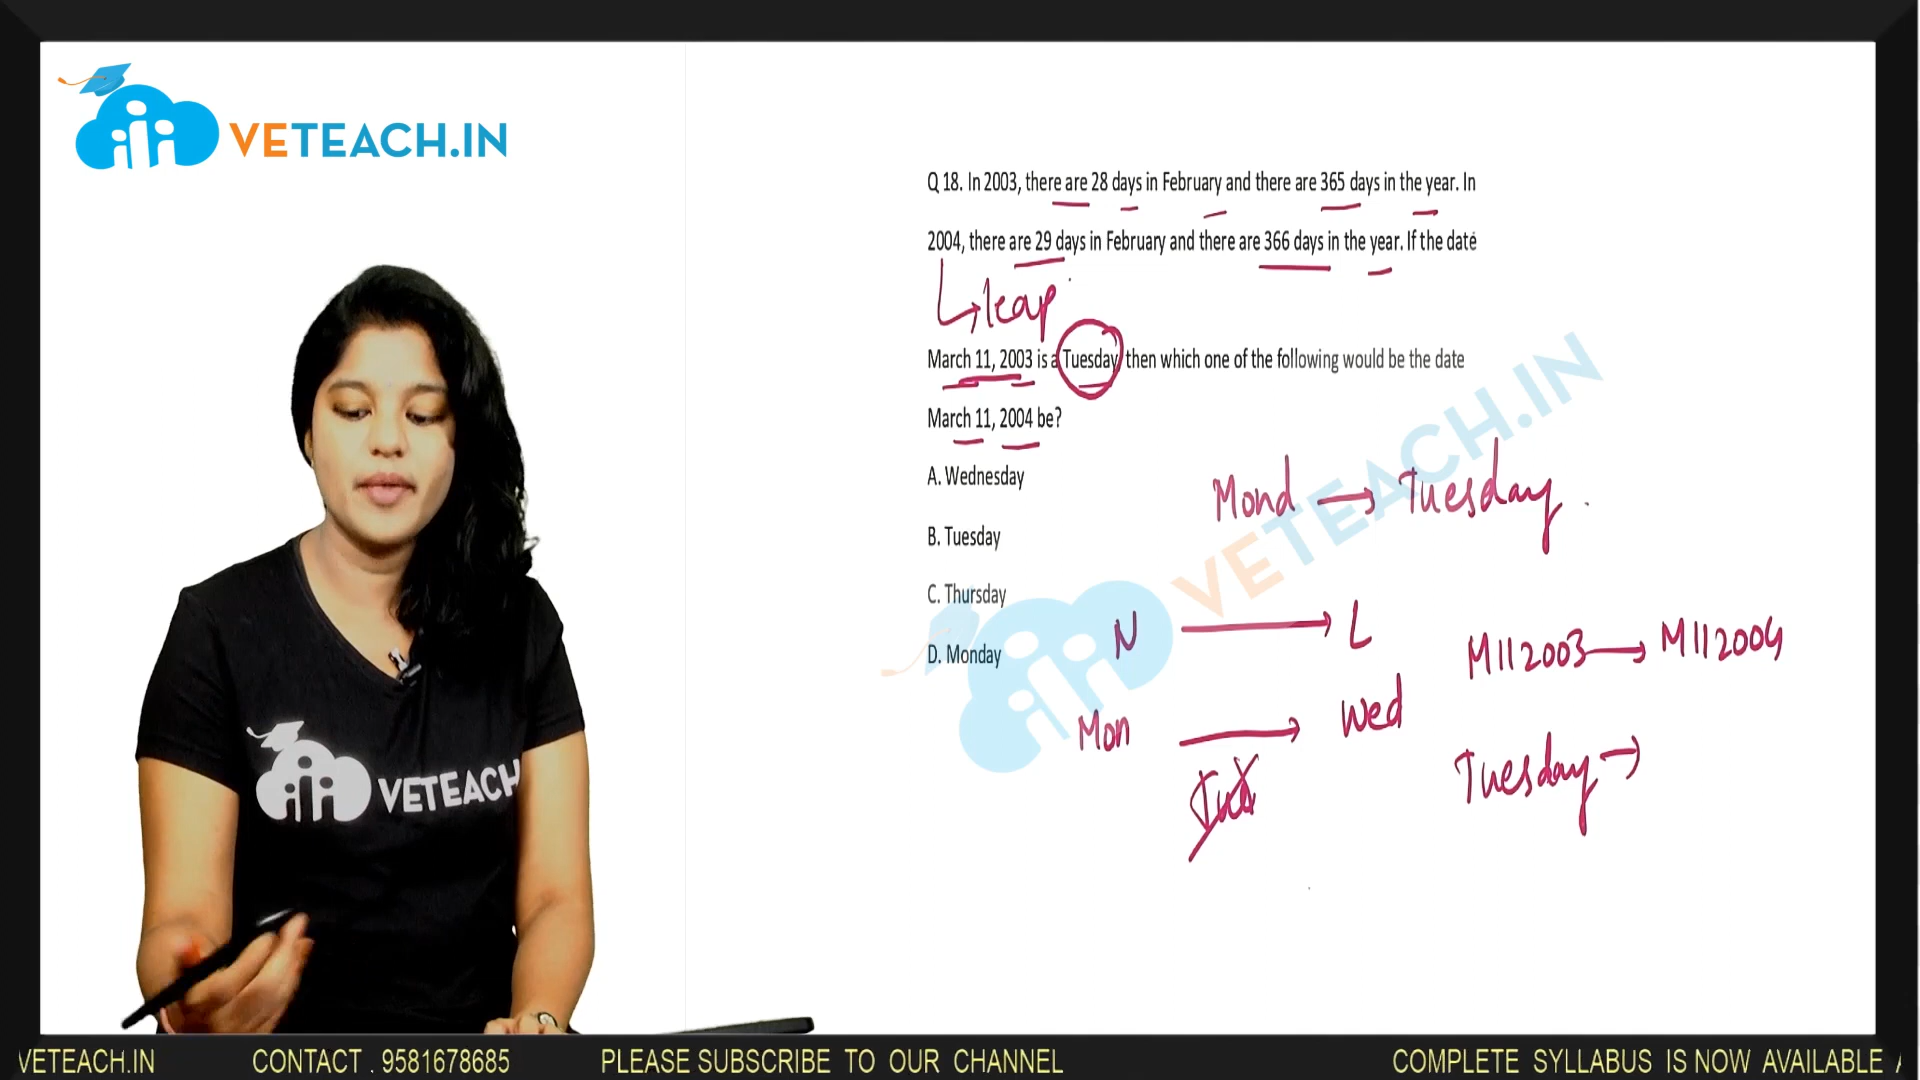 VETEACH.IN
Q 18. In 2003, there are 28 days in February and there are 365 days in the year. In
2004, there are 29 days in February and there are 366 days in the year. If the date
leap
March 11, 2003 is a Tuesday, then which one of the following would be the date
March 11, 2004 be?
A. Wednesday
Mond → Tuesday
B. Tuesday
C. Thursday
N → L
M 11 2003 → M 11 2004
D. Monday
Mon → Wed
Tuesday →
VETEACH.IN
VETEACH
VETEACH.IN CONTACT . 9581678685 PLEASE SUBSCRIBE TO OUR CHANNEL COMPLETE SYLLABUS IS NOW AVAILABLE